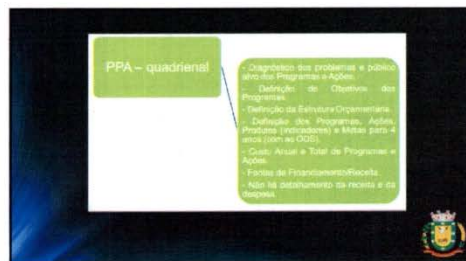 PPA – quadrienal
- Diagnóstico dos problemas e público
alvo dos Programas e Ações.
- Definição de Objetivos dos
Programas.
- Definição da Estrutura Orçamentária.
- Definição dos Programas, Ações,
Produtos (indicadores) e Metas para 4
anos (com as ODS).
- Custo Anual e Total de Programas e
Ações.
- Fontes de Financiamento/Receita.
- Não há detalhamento da receita e da
despesa.